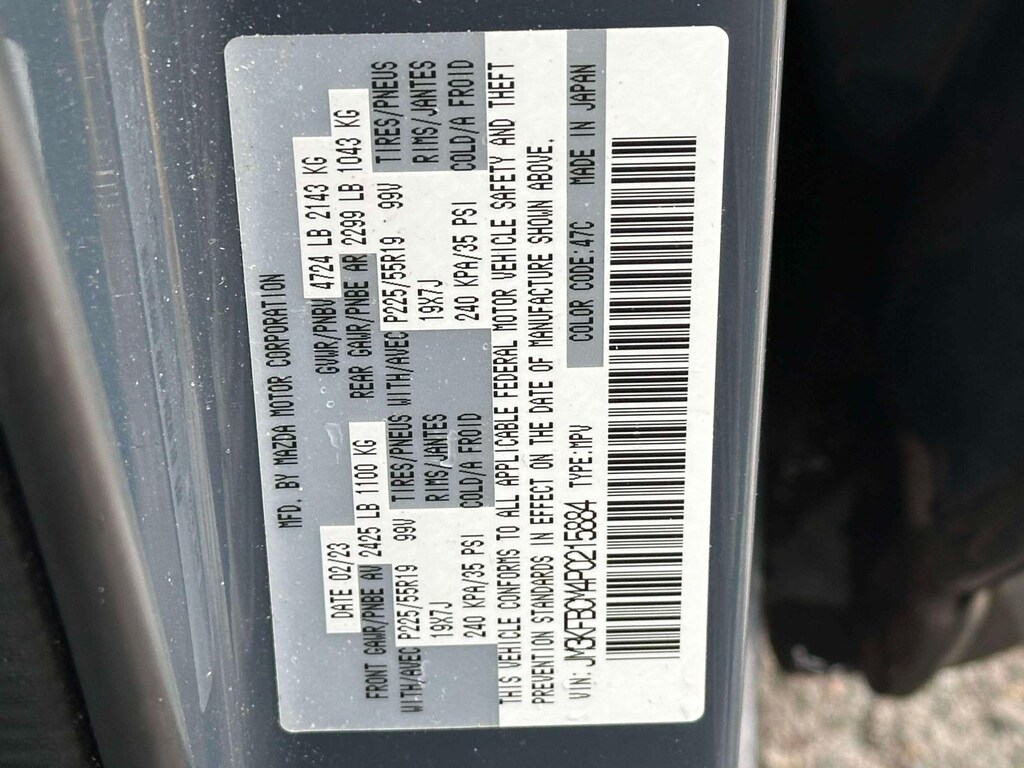 MFD. BY MAZDA MOTOR CORPORATION
DATE 02/23 GVWR/PNBV 4724 LB 2143 KG
FRONT GAWR/PNBE AV 2425 LB 1100 KG REAR GAWR/PNBE AR 2299 LB 1043 KG
WITH/AVEC P225/55R19 99V TIRES/PNEUS WITH/AVEC P225/55R19 99V TIRES/PNEUS
19X7J RIMS/JANTES 19X7J RIMS/JANTES
240 KPA/35 PSI COLD/A FROID 240 KPA/35 PSI COLD/A FROID
THIS VEHICLE CONFORMS TO ALL APPLICABLE FEDERAL MOTOR VEHICLE SAFETY AND THEFT
PREVENTION STANDARDS IN EFFECT ON THE DATE OF MANUFACTURE SHOWN ABOVE.
VIN: JM3KFBCM4P0215884 TYPE:MPV COLOR CODE:47C MADE IN JAPAN